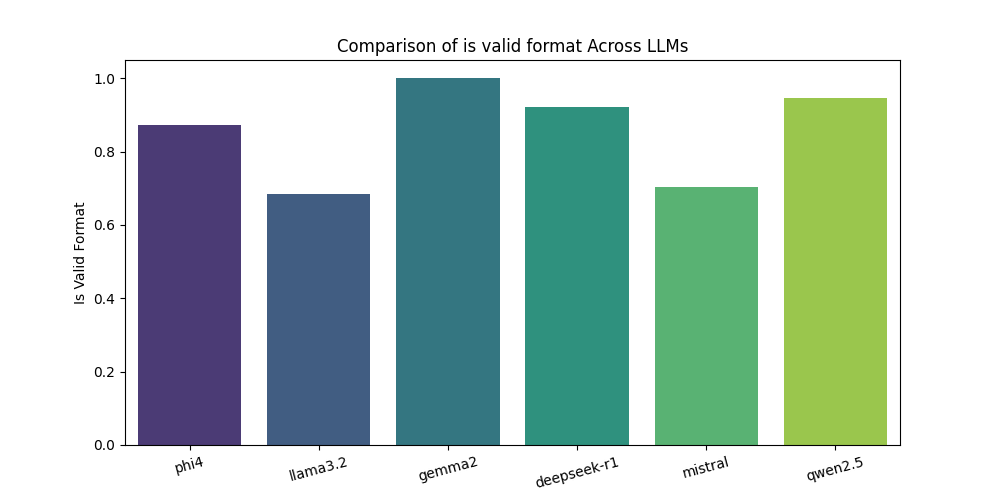 Comparison of is valid format Across LLMs
Is Valid Format
1.0
0.8
0.6
0.4
0.2
0.0
phi4
llama3.2
gemma2
deepseek-r1
mistral
qwen2.5